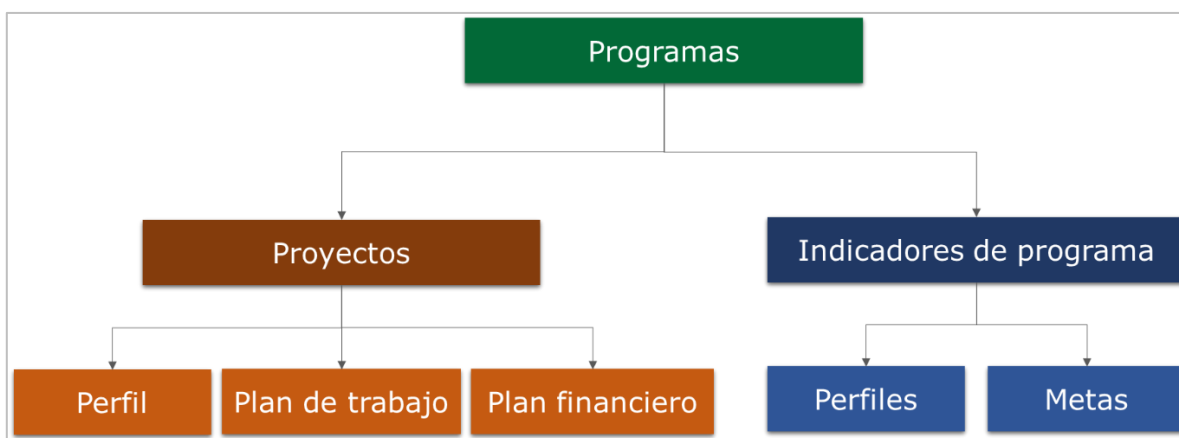 Programas
Proyectos
Indicadores de programa
Perfil
Plan de trabajo
Plan financiero
Perfiles
Metas